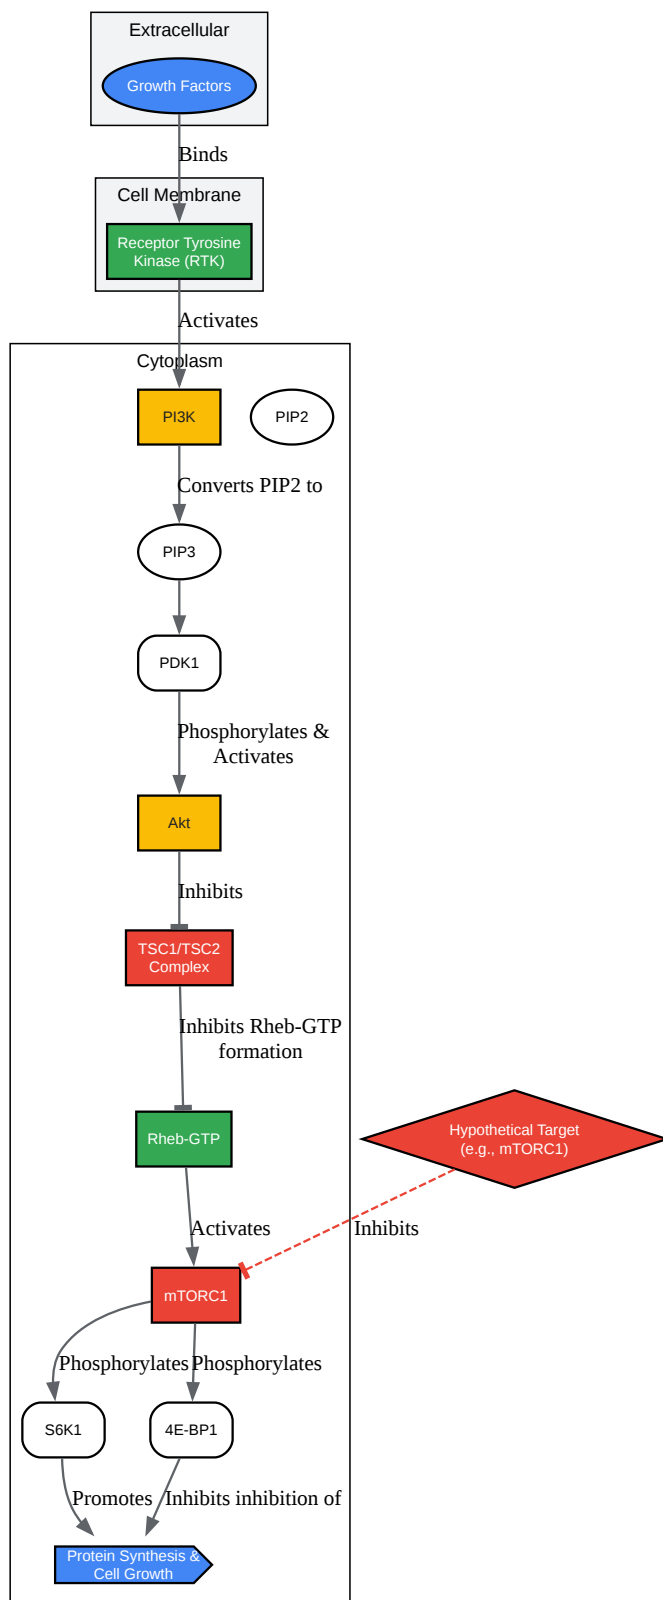 Extracellular
Growth Factors
Binds
Cell Membrane
Receptor Tyrosine
Kinase (RTK)
Activates
Cytoplasm
PI3K
PIP2
Converts PIP2 to
PIP3
PDK1
Phosphorylates &
Activates
Akt
Inhibits
TSC1/TSC2
Complex
Inhibits Rheb-GTP
formation
Rheb-GTP
Hypothetical Target
(e.g., mTORC1)
Activates
Inhibits
mTORC1
Phosphorylates
Phosphorylates
S6K1
4E-BP1
Promotes
Inhibits inhibition of
Protein Synthesis &
Cell Growth